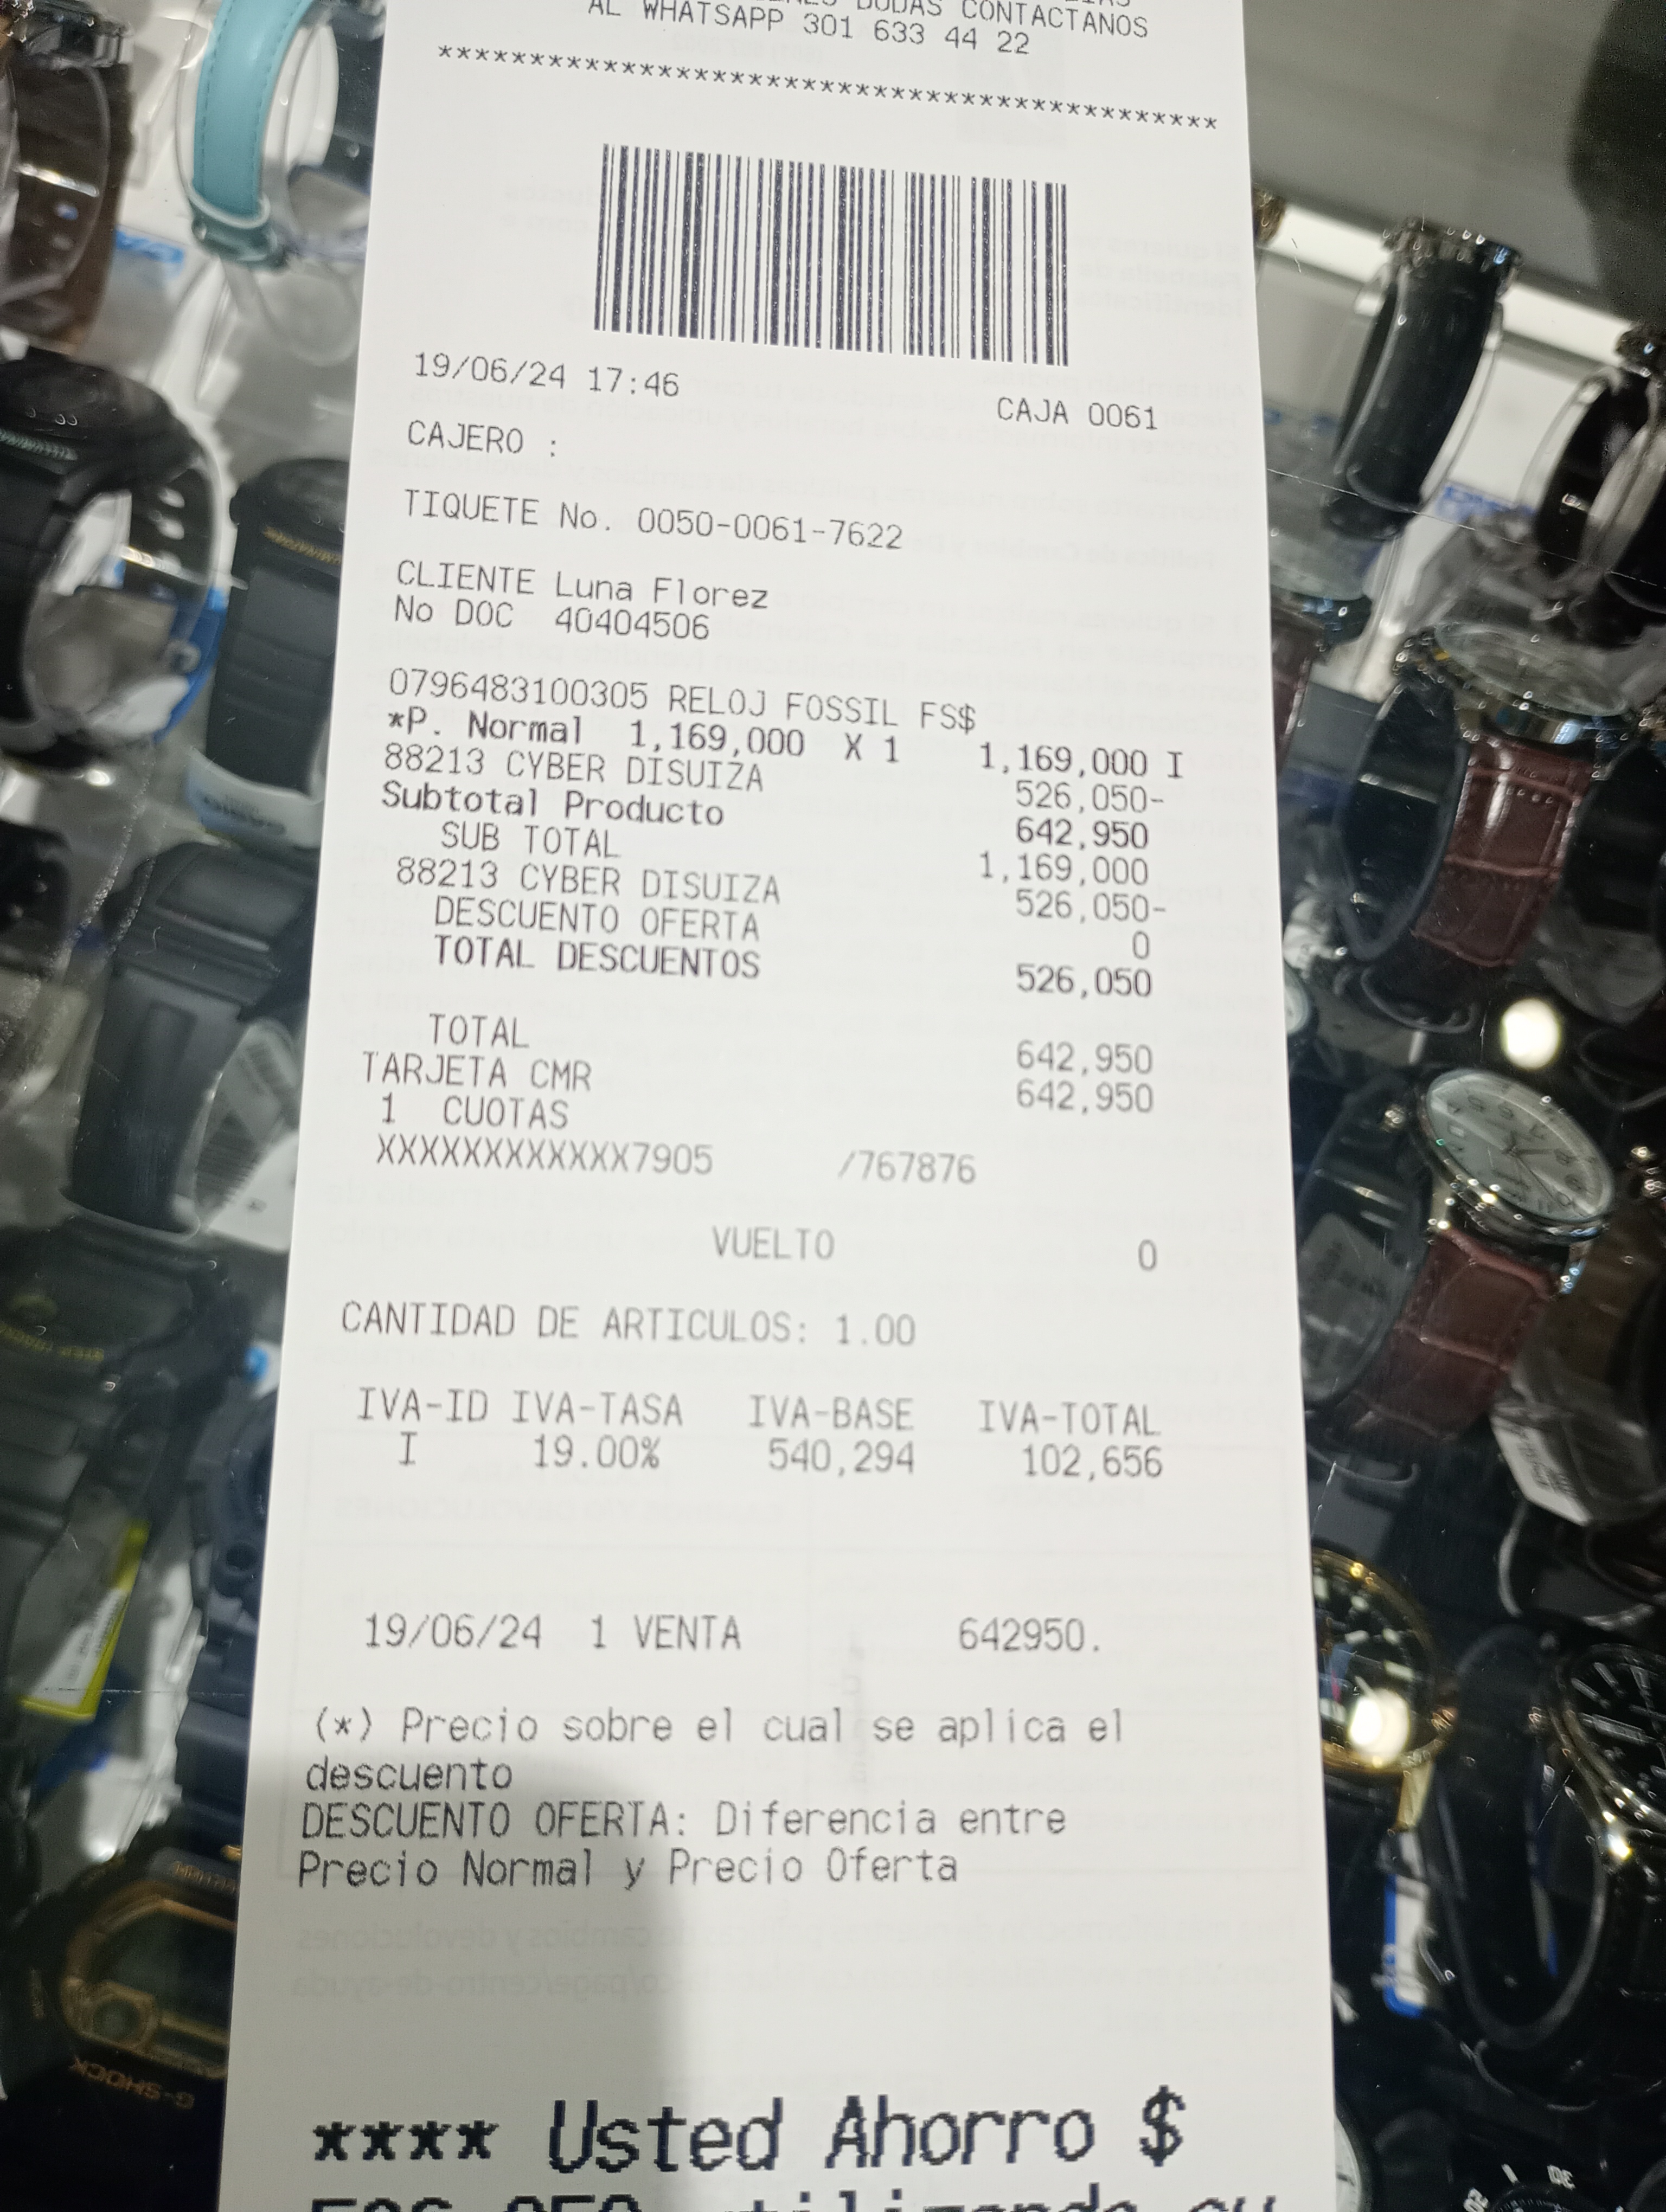 DUDAS CONTACTANOS
AL WHATSAPP 301 633 44 22
******************************************
19/06/24 17:46 CAJA 0061
CAJERO :
TIQUETE No. 0050-0061-7622
CLIENTE Luna Florez
No DOC 40404506
0796483100305 RELOJ FOSSIL FS$
*P. Normal 1,169,000 X 1 1,169,000 I
88213 CYBER DISUIZA 526,050-
Subtotal Producto 642,950
SUB TOTAL 1,169,000
88213 CYBER DISUIZA 526,050-
DESCUENTO OFERTA 0
TOTAL DESCUENTOS 526,050
TOTAL 642,950
TARJETA CMR 642,950
1 CUOTAS
XXXXXXXXXXXX7905 /767876
VUELTO 0
CANTIDAD DE ARTICULOS: 1.00
IVA-ID IVA-TASA IVA-BASE IVA-TOTAL
I 19.00% 540,294 102,656
19/06/24 1 VENTA 642950.
(*) Precio sobre el cual se aplica el
descuento
DESCUENTO OFERTA: Diferencia entre
Precio Normal y Precio Oferta
**** Usted Ahorro $
G-SHOCK